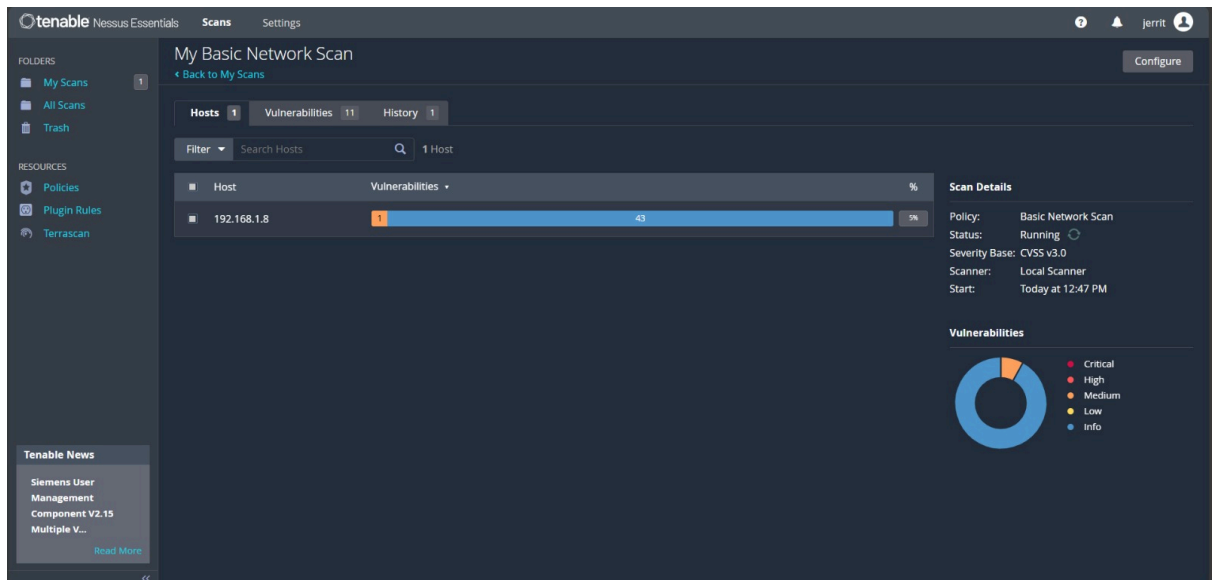 tenable Nessus Essentials Scans Settings jerrit
FOLDERS
My Scans 1
All Scans
Trash
RESOURCES
Policies
Plugin Rules
Terrascan
Tenable News
Siemens User
Management
Component V2.15
Multiple V...
Read More
My Basic Network Scan
Back to My Scans
Configure
Hosts 1 Vulnerabilities 11 History 1
Filter Search Hosts 1 Host
Host Vulnerabilities %
192.168.1.8 1 43 5%
Scan Details
Policy: Basic Network Scan
Status: Running
Severity Base: CVSS v3.0
Scanner: Local Scanner
Start: Today at 12:47 PM
Vulnerabilities
Critical
High
Medium
Low
Info